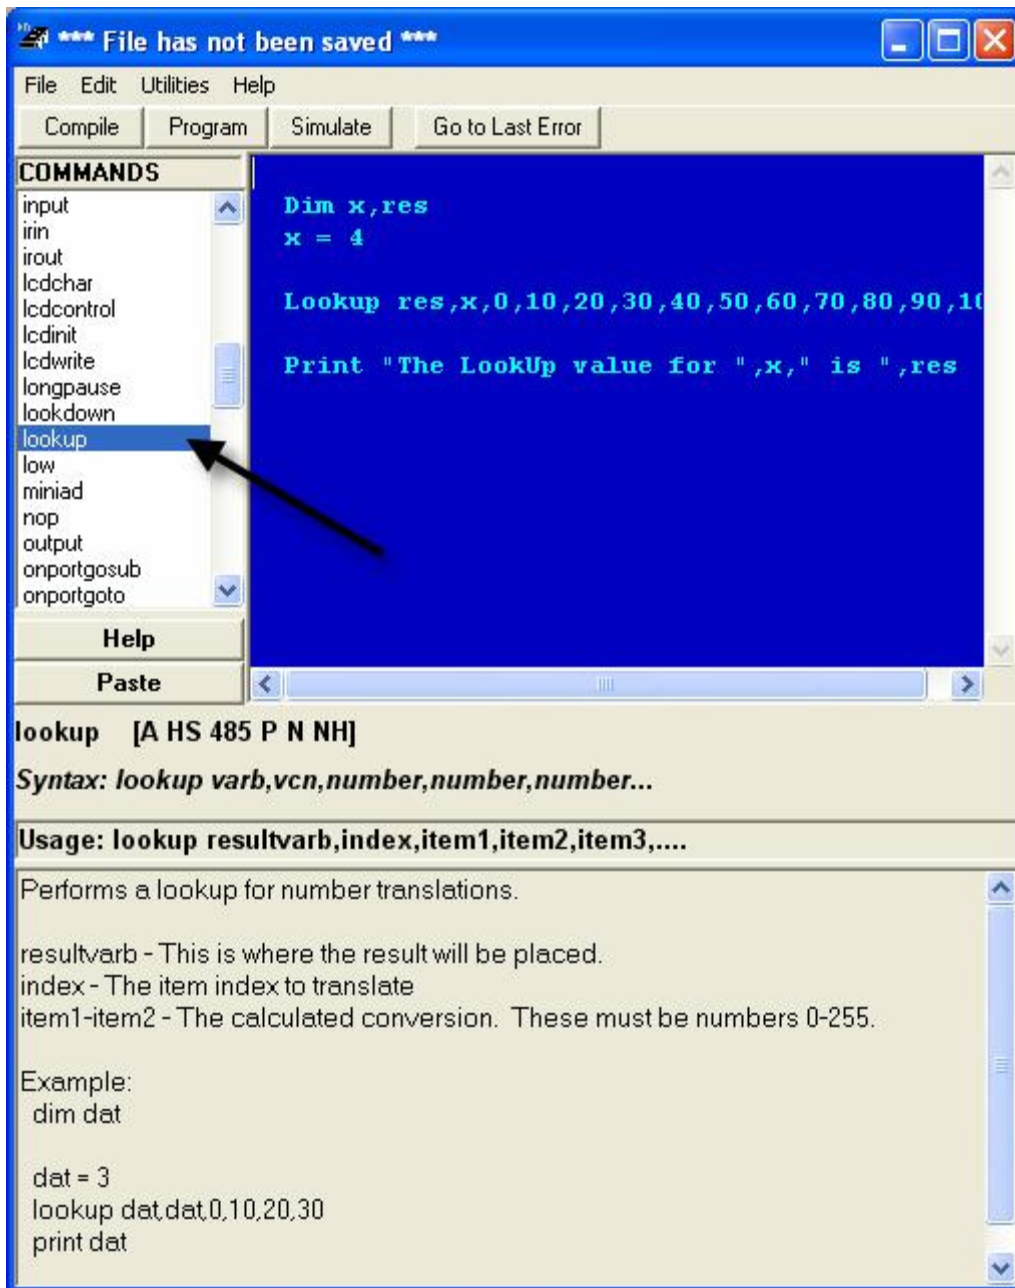 *** File has not been saved ***
File Edit Utilities Help
Compile Program Simulate Go to Last Error
COMMANDS
input
irin
irout
lcdchar
lcdcontrol
lcdinit
lcdwrite
longpause
lookdown
lookup
low
miniad
nop
output
onportgosub
onportgoto
Help
Paste
Dim x,res
x = 4
Lookup res,x,0,10,20,30,40,50,60,70,80,90,10
Print "The LookUp value for ",x," is ",res
lookup [A HS 485 P N NH]
Syntax: lookup varb,vcn,number,number,number...
Usage: lookup resultvarb,index,item1,item2,item3,....
Performs a lookup for number translations.
resultvarb - This is where the result will be placed.
index - The item index to translate
item1-item2 - The calculated conversion. These must be numbers 0-255.
Example:
dim dat
dat = 3
lookup dat,dat,0,10,20,30
print dat